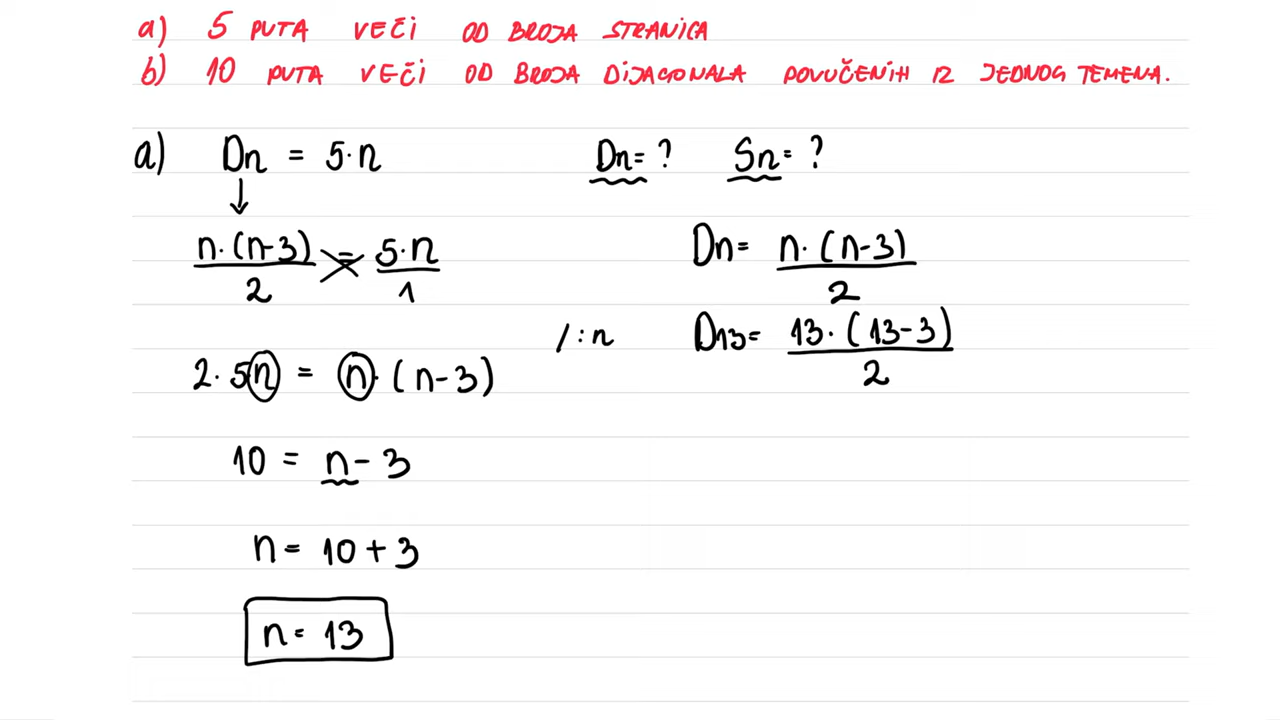 a) 5 PUTA VEĆI OD BROJA STRANICA
b) 10 PUTA VEĆI OD BROJA DIJAGONALA POVUČENIH IZ JEDNOG TEMENA.
a) Dn = 5·n
Dn = ? Sn = ?
n·(n-3)/2 = 5·n/1
2·5n = n·(n-3) /:n
10 = n - 3
n = 10 + 3
n = 13
Dn = n·(n-3)/2
D13 = 13·(13-3)/2